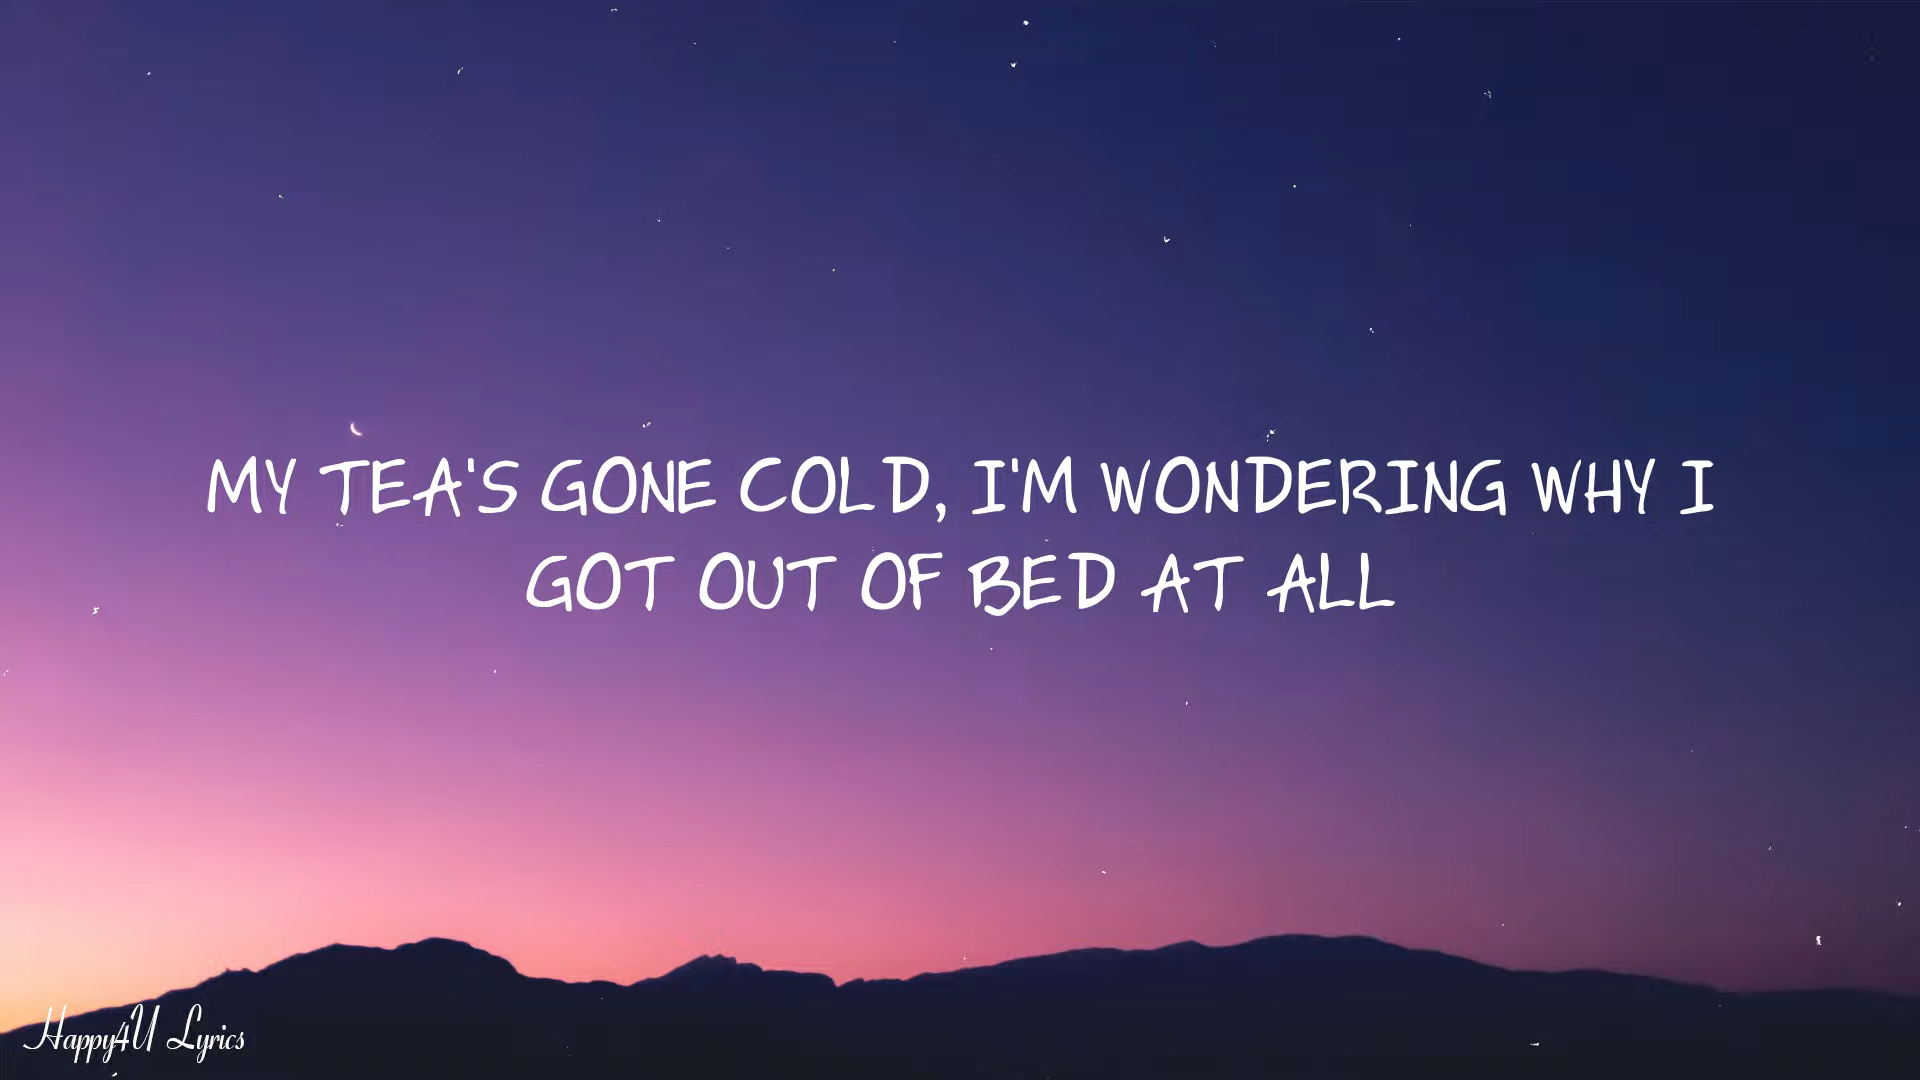 MY TEA'S GONE COLD, I'M WONDERING WHY I
GOT OUT OF BED AT ALL
Happy4U Lyrics